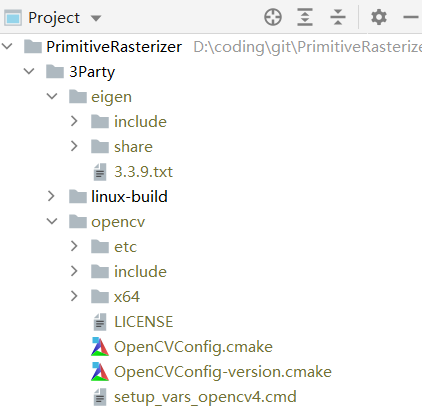 Project
PrimitiveRasterizer D:\coding\git\PrimitiveRasterize
3Party
eigen
include
share
3.3.9.txt
linux-build
opencv
etc
include
x64
LICENSE
OpenCVConfig.cmake
OpenCVConfig-version.cmake
setup_vars_opencv4.cmd